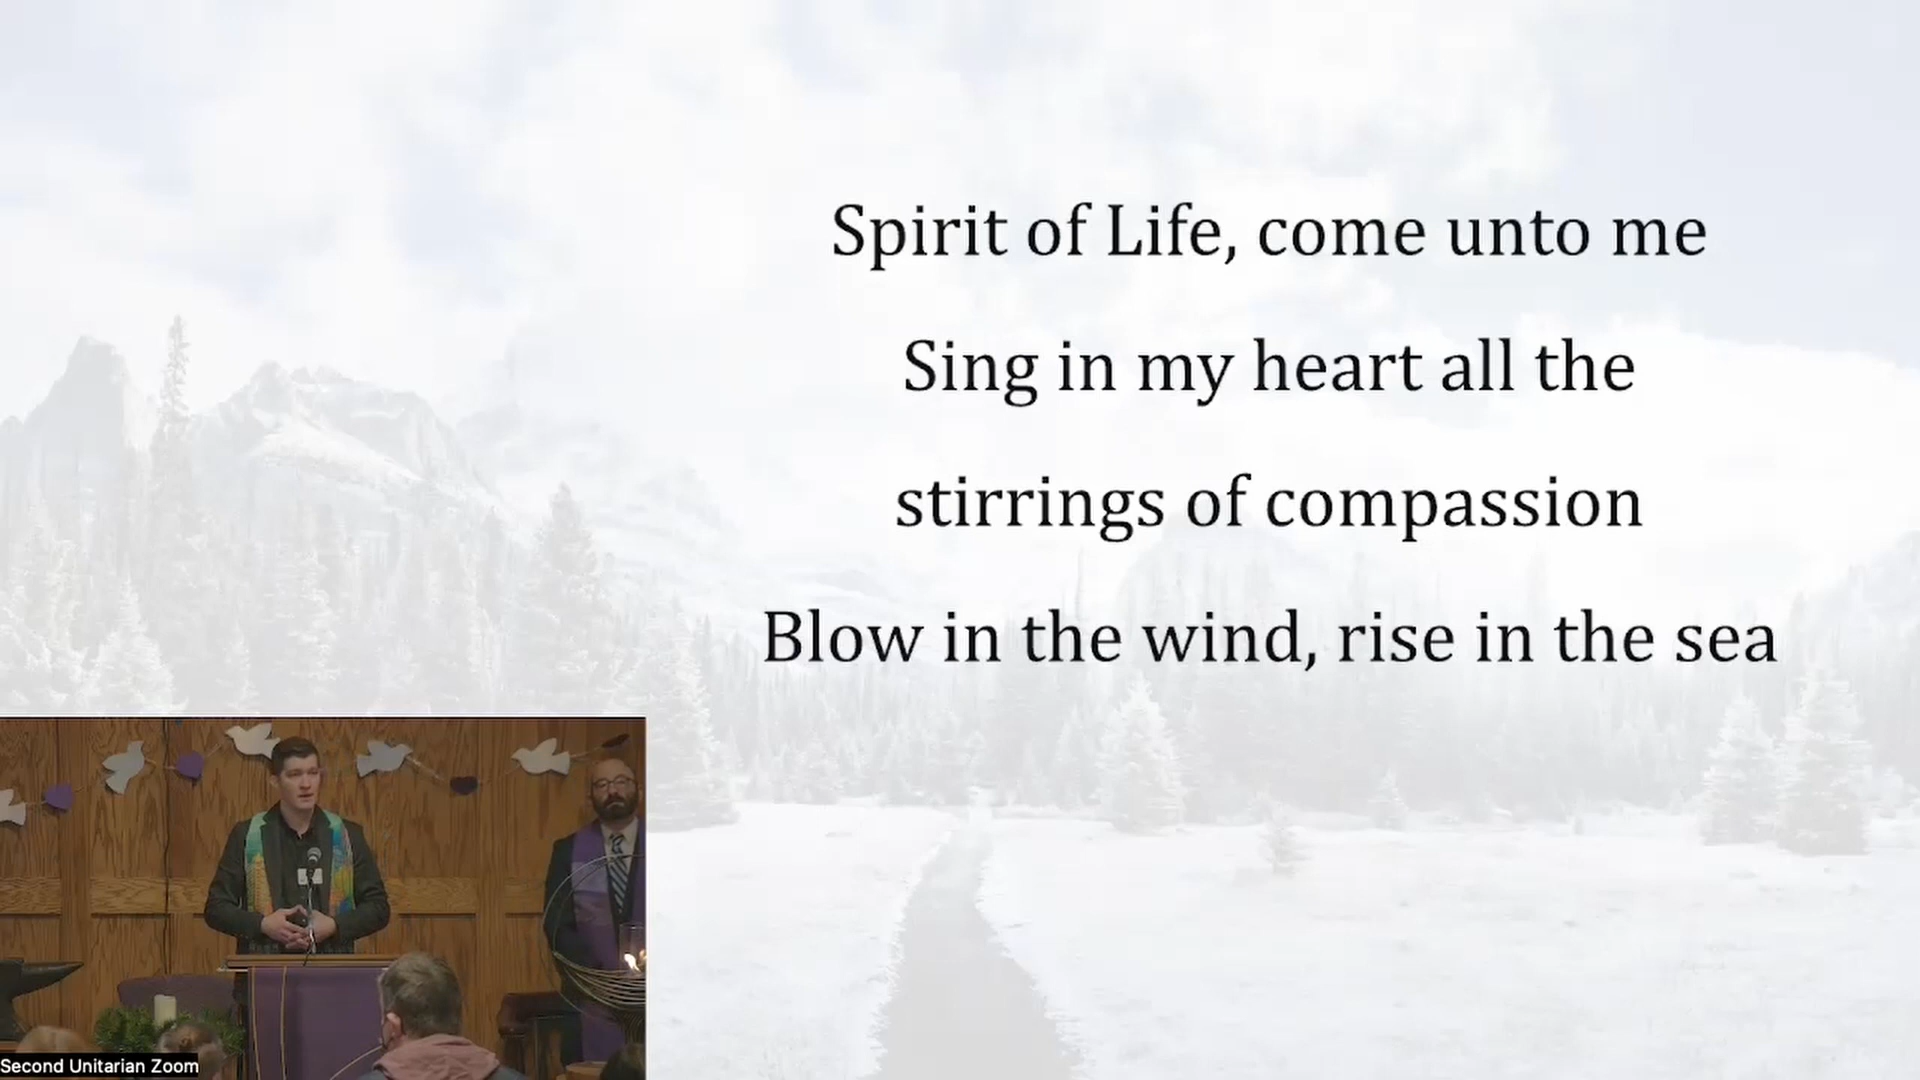 Spirit of Life, come unto me
Sing in my heart all the
stirrings of compassion
Blow in the wind, rise in the sea
Second Unitarian Zoom